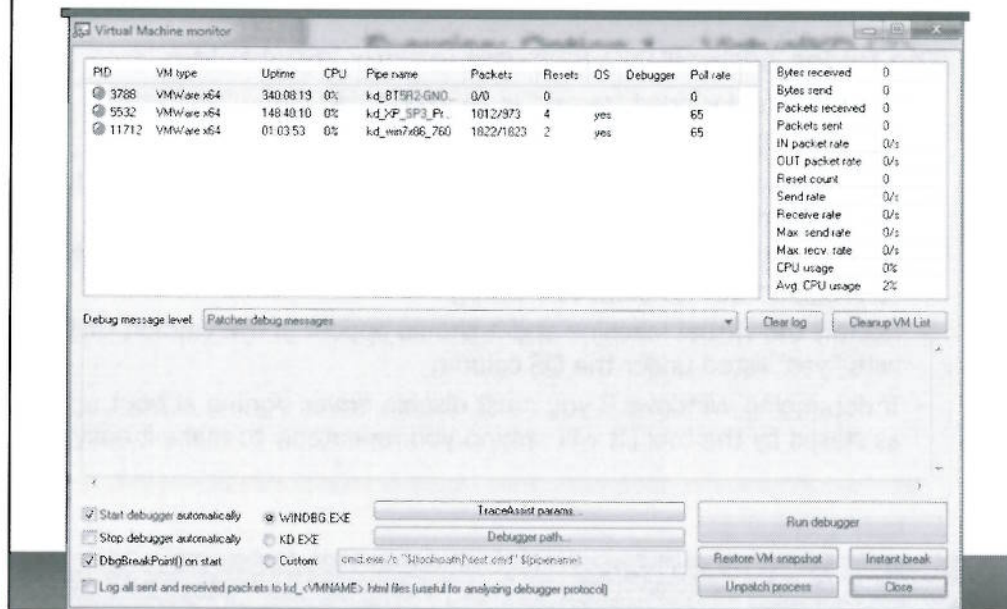 Virtual Machine monitor
PID VM type Uptime CPU Pipe name Packets Resets OS Debugger Poll rate
3788 VMWare x64 340:08:19 0% kd_BT5R2-GNO... 0/0 0 0
5532 VMWare x64 148:40:10 0% kd_XP_SP3_Pr... 1012/973 4 yes 65
11712 VMWare x64 01:03:53 0% kd_win7x86_760 1822/1823 2 yes 65
Bytes received 0
Bytes send 0
Packets received 0
Packets sent 0
IN packet rate 0/s
OUT packet rate 0/s
Reset count 0
Send rate 0/s
Receive rate 0/s
Max. send rate 0/s
Max. recv. rate 0/s
CPU usage 0%
Avg. CPU usage 2%
Debug message level: Patcher debug messages Clear log Cleanup VM List
Start debugger automatically WINDBG.EXE TraceAssist params... Run debugger
Stop debugger automatically KD.EXE Debugger path...
DbgBreakPoint() on start Custom: Restore VM snapshot Instant break
Log all sent and received packets to kd_<VMNAME>.html files (useful for analyzing debugger protocol) Unpatch process Close